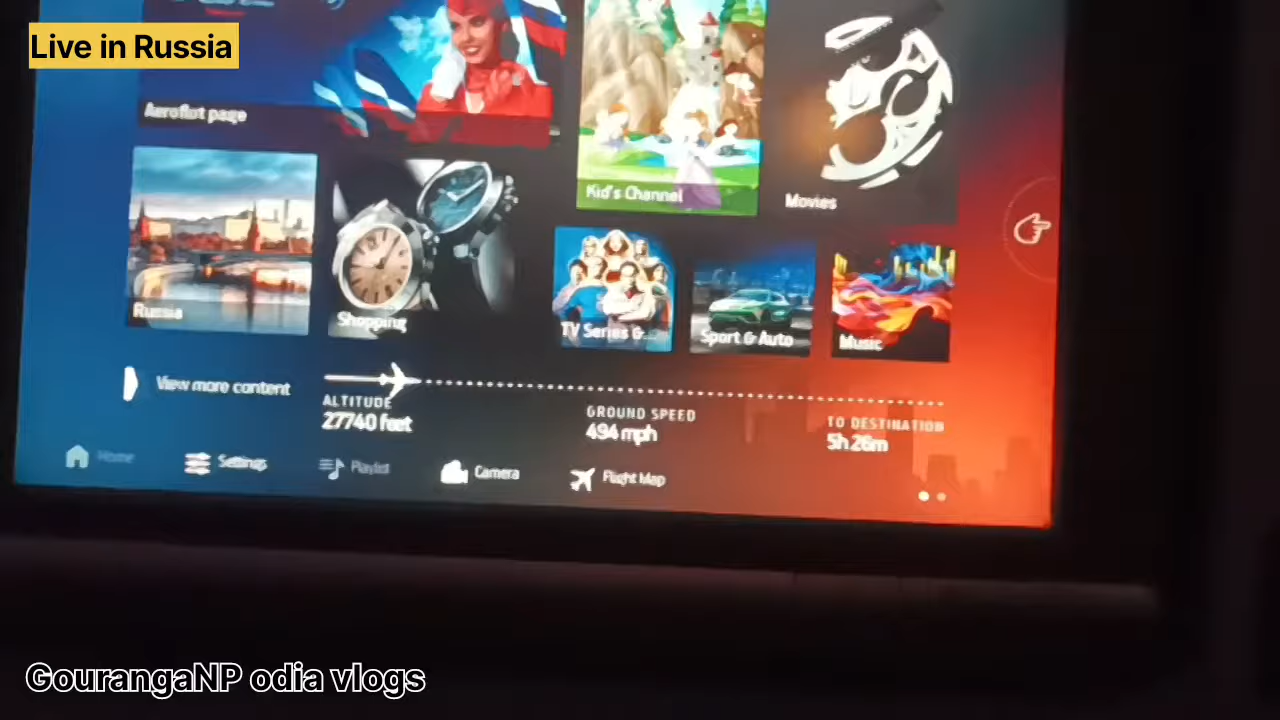 Live in Russia
Aeroflot page
Kid's Channel
Movies
Russia
Shopping
TV Series &...
Sport & Auto
Music
View more content
ALTITUDE
27740 feet
GROUND SPEED
494 mph
TO DESTINATION
5h 26m
Home
Settings
Playlist
Camera
Flight Map
GourangaNP odia vlogs